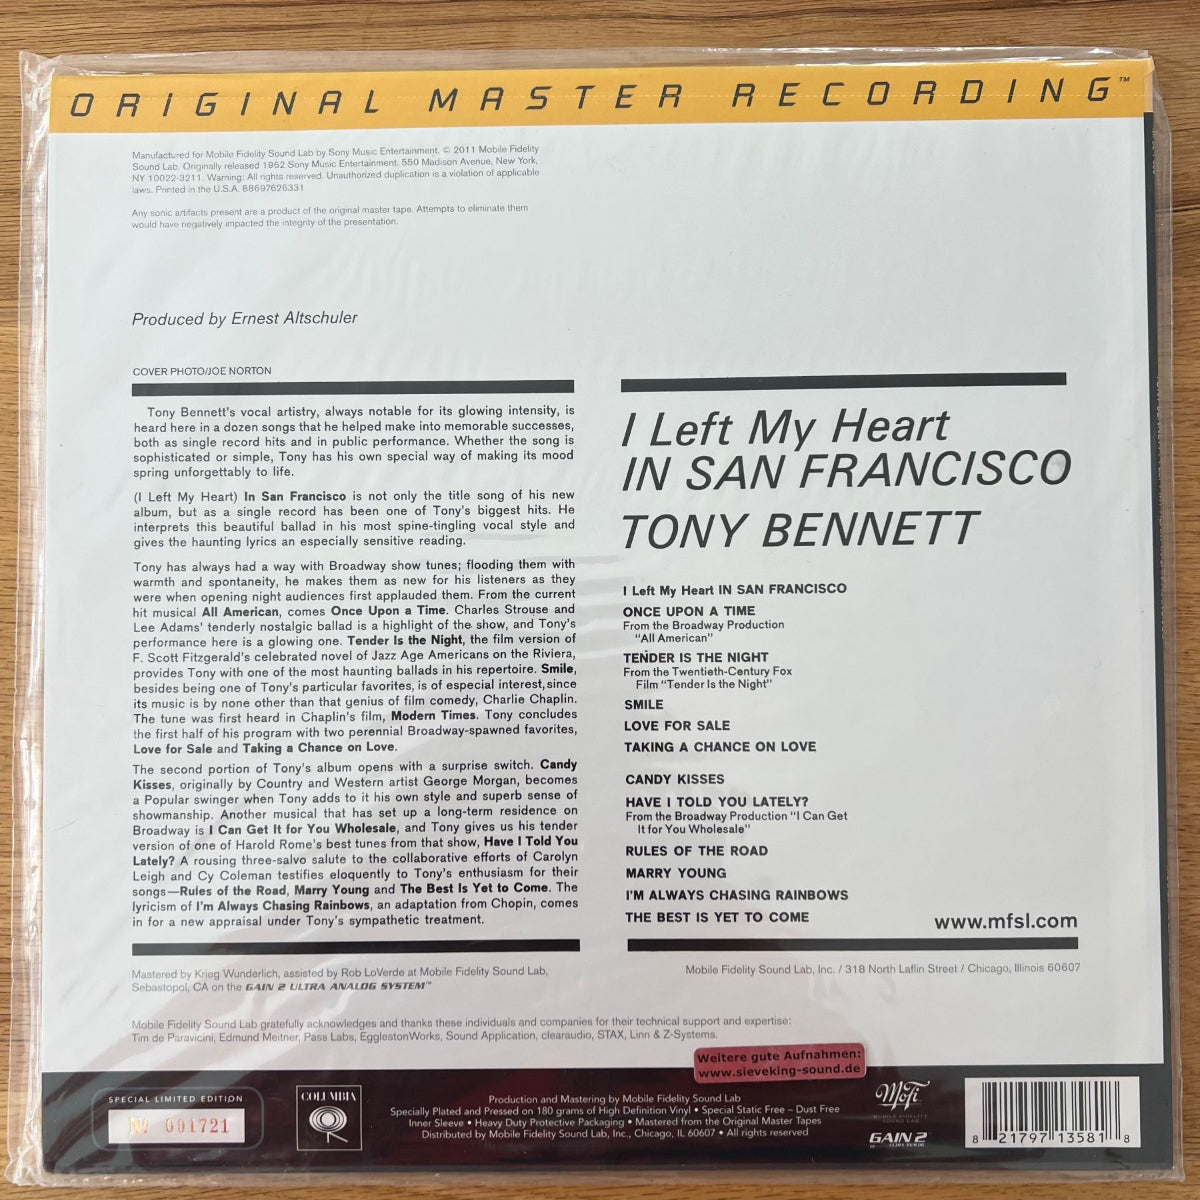 ORIGINAL MASTER RECORDING™
Manufactured for Mobile Fidelity Sound Lab by Sony Music Entertainment. © 2011 Mobile Fidelity
Sound Lab. Originally released 1962 Sony Music Entertainment. 550 Madison Avenue, New York,
NY 10022-3211. Warning: All rights reserved. Unauthorized duplication is a violation of applicable
laws. Printed in the U.S.A. 88697626331
Any sonic artifacts present are a product of the original master tape. Attempts to eliminate them
would have negatively impacted the integrity of the presentation.
Produced by Ernest Altschuler
COVER PHOTO/JOE NORTON
Tony Bennett's vocal artistry, always notable for its glowing intensity, is
heard here in a dozen songs that he helped make into memorable successes,
both as single record hits and in public performance. Whether the song is
sophisticated or simple, Tony has his own special way of making its mood
spring unforgettably to life.
(I Left My Heart) In San Francisco is not only the title song of his new
album, but as a single record has been one of Tony's biggest hits. He
interprets this beautiful ballad in his most spine-tingling vocal style and
gives the haunting lyrics an especially sensitive reading.
Tony has always had a way with Broadway show tunes; flooding them with
warmth and spontaneity, he makes them as new for his listeners as they
were when opening night audiences first applauded them. From the current
hit musical All American, comes Once Upon a Time. Charles Strouse and
Lee Adams' tenderly nostalgic ballad is a highlight of the show, and Tony's
performance here is a glowing one. Tender Is the Night, the film version of
F. Scott Fitzgerald's celebrated novel of Jazz Age Americans on the Riviera,
provides Tony with one of the most haunting ballads in his repertoire. Smile,
besides being one of Tony's particular favorites, is of especial interest, since
its music is by none other than that genius of film comedy, Charlie Chaplin.
The tune was first heard in Chaplin's film, Modern Times. Tony concludes
the first half of his program with two perennial Broadway-spawned favorites,
Love for Sale and Taking a Chance on Love.
The second portion of Tony's album opens with a surprise switch. Candy
Kisses, originally by Country and Western artist George Morgan, becomes
a Popular swinger when Tony adds to it his own style and superb sense of
showmanship. Another musical that has set up a long-term residence on
Broadway is I Can Get It for You Wholesale, and Tony gives us his tender
version of one of Harold Rome's best tunes from that show, Have I Told You
Lately? A rousing three-salvo salute to the collaborative efforts of Carolyn
Leigh and Cy Coleman testifies eloquently to Tony's enthusiasm for their
songs—Rules of the Road, Marry Young and The Best Is Yet to Come. The
lyricism of I'm Always Chasing Rainbows, an adaptation from Chopin, comes
in for a new appraisal under Tony's sympathetic treatment.
I Left My Heart
IN SAN FRANCISCO
TONY BENNETT
I Left My Heart IN SAN FRANCISCO
ONCE UPON A TIME
From the Broadway Production
"All American"
TENDER IS THE NIGHT
From the Twentieth-Century Fox
Film "Tender Is the Night"
SMILE
LOVE FOR SALE
TAKING A CHANCE ON LOVE
CANDY KISSES
HAVE I TOLD YOU LATELY?
From the Broadway Production "I Can Get
It for You Wholesale"
RULES OF THE ROAD
MARRY YOUNG
I'M ALWAYS CHASING RAINBOWS
THE BEST IS YET TO COME
www.mfsl.com
Mastered by Krieg Wunderlich, assisted by Rob LoVerde at Mobile Fidelity Sound Lab,
Sebastopol, CA on the GAIN 2 ULTRA ANALOG SYSTEM™
Mobile Fidelity Sound Lab, Inc. / 318 North Laflin Street / Chicago, Illinois 60607
Mobile Fidelity Sound Lab gratefully acknowledges and thanks these individuals and companies for their technical support and expertise:
Tim de Paravicini, Edmund Meitner, Pass Labs, EgglestonWorks, Sound Application, clearaudio, STAX, Linn & Z-Systems.
Weitere gute Aufnahmen:
www.sieveking-sound.de
SPECIAL LIMITED EDITION
Nº 001721
COLUMBIA
Production and Mastering by Mobile Fidelity Sound Lab
Specially Plated and Pressed on 180 grams of High Definition Vinyl • Special Static Free – Dust Free
Inner Sleeve • Heavy Duty Protective Packaging • Mastered from the Original Master Tapes
Distributed by Mobile Fidelity Sound Lab, Inc., Chicago, IL 60607 • All rights reserved
MoFi
MOBILE FIDELITY
SOUND LAB
GAIN 2
8 21797 13581 8